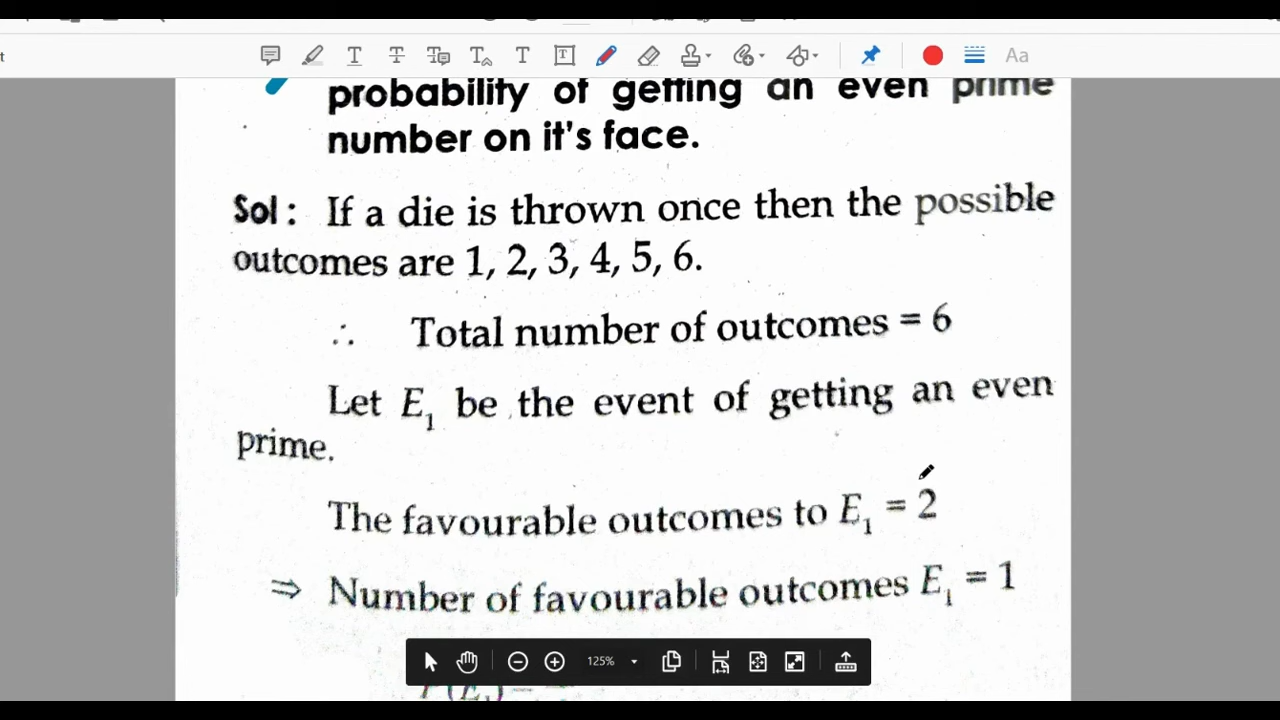 probability of getting an even prime
number on it's face.
Sol : If a die is thrown once then the possible
outcomes are 1, 2, 3, 4, 5, 6.
∴ Total number of outcomes = 6
Let E₁ be the event of getting an even
prime.
The favourable outcomes to E₁ = 2
⇒ Number of favourable outcomes E₁ = 1
125%
Aa